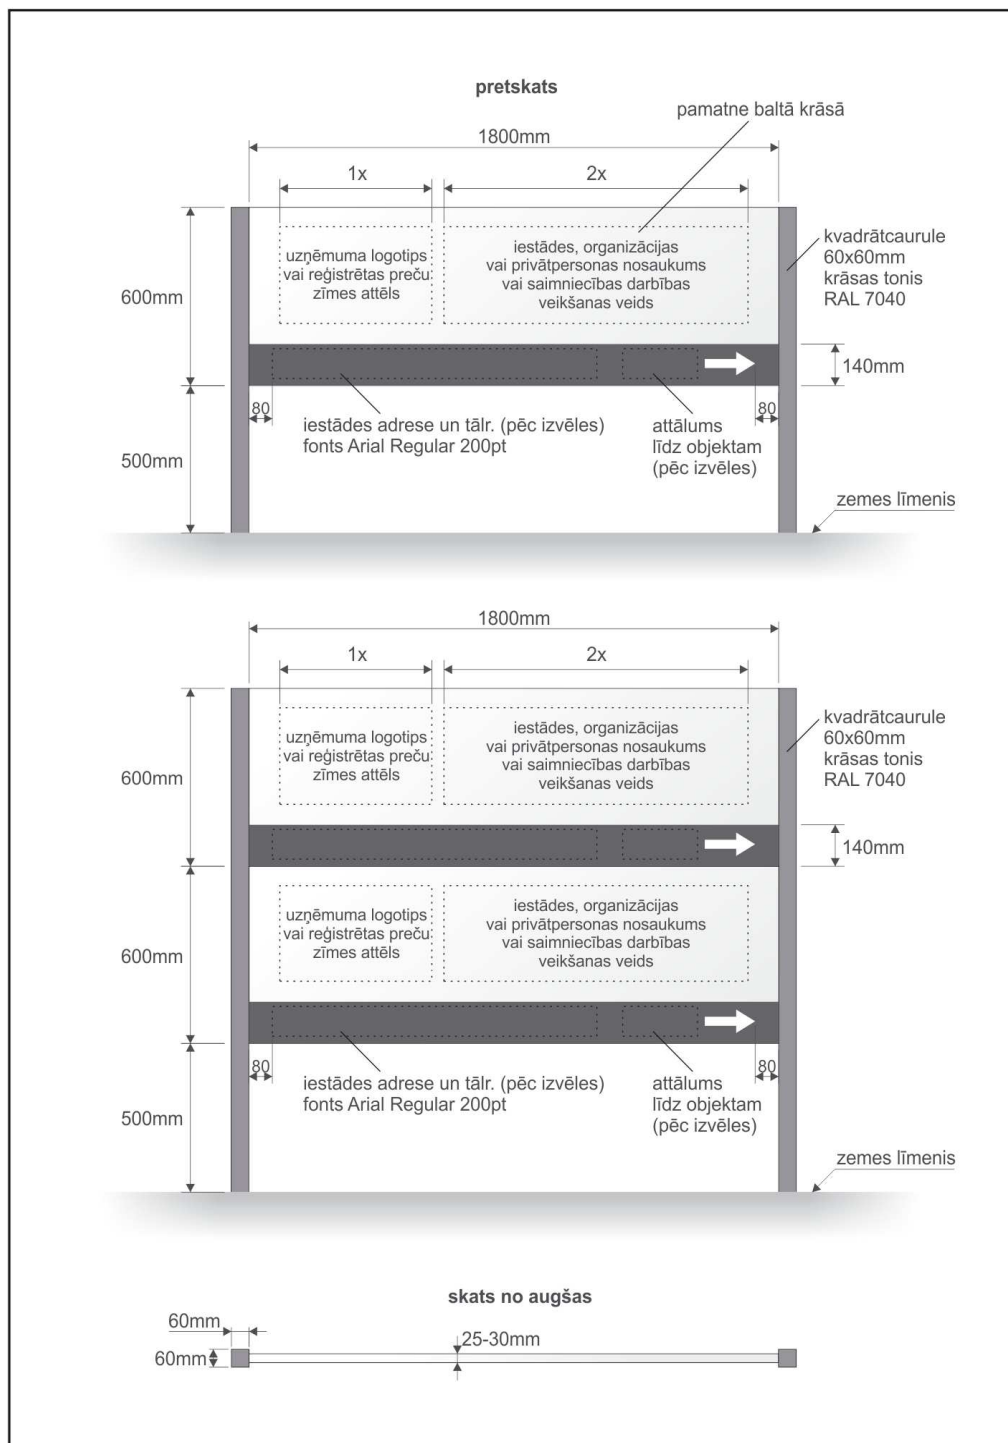 pretskats
pamatne baltā krāsā
1800mm
1x
2x
uzņēmuma logotips
vai reģistrētas preču
zīmes attēls
iestādes, organizācijas
vai privātpersonas nosaukums
vai saimniecības darbības
veikšanas veids
kvadrātcaurule
60x60mm
krāsas tonis
RAL 7040
600mm
140mm
80
80
iestādes adrese un tālr. (pēc izvēles)
fonts Arial Regular 200pt
attālums
līdz objektam
(pēc izvēles)
500mm
zemes līmenis
1800mm
1x
2x
uzņēmuma logotips
vai reģistrētas preču
zīmes attēls
iestādes, organizācijas
vai privātpersonas nosaukums
vai saimniecības darbības
veikšanas veids
kvadrātcaurule
60x60mm
krāsas tonis
RAL 7040
600mm
140mm
uzņēmuma logotips
vai reģistrētas preču
zīmes attēls
iestādes, organizācijas
vai privātpersonas nosaukums
vai saimniecības darbības
veikšanas veids
600mm
80
80
iestādes adrese un tālr. (pēc izvēles)
fonts Arial Regular 200pt
attālums
līdz objektam
(pēc izvēles)
500mm
zemes līmenis
skats no augšas
60mm
25-30mm
60mm